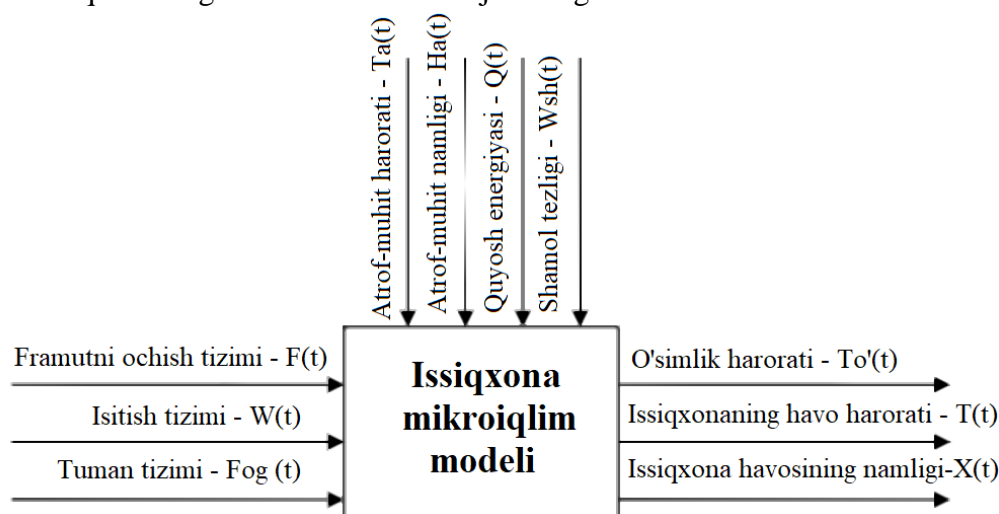 Atrof-muhit harorati - Ta(t)
Atrof-muhit namligi - Ha(t)
Quyosh energiyasi - Q(t)
Shamol tezligi - Wsh(t)
Framutni ochish tizimi - F(t)
Isitish tizimi - W(t)
Tuman tizimi - Fog (t)
Issiqxona
mikroiqlim
modeli
O'simlik harorati - To'(t)
Issiqxonaning havo harorati - T(t)
Issiqxona havosining namligi-X(t)